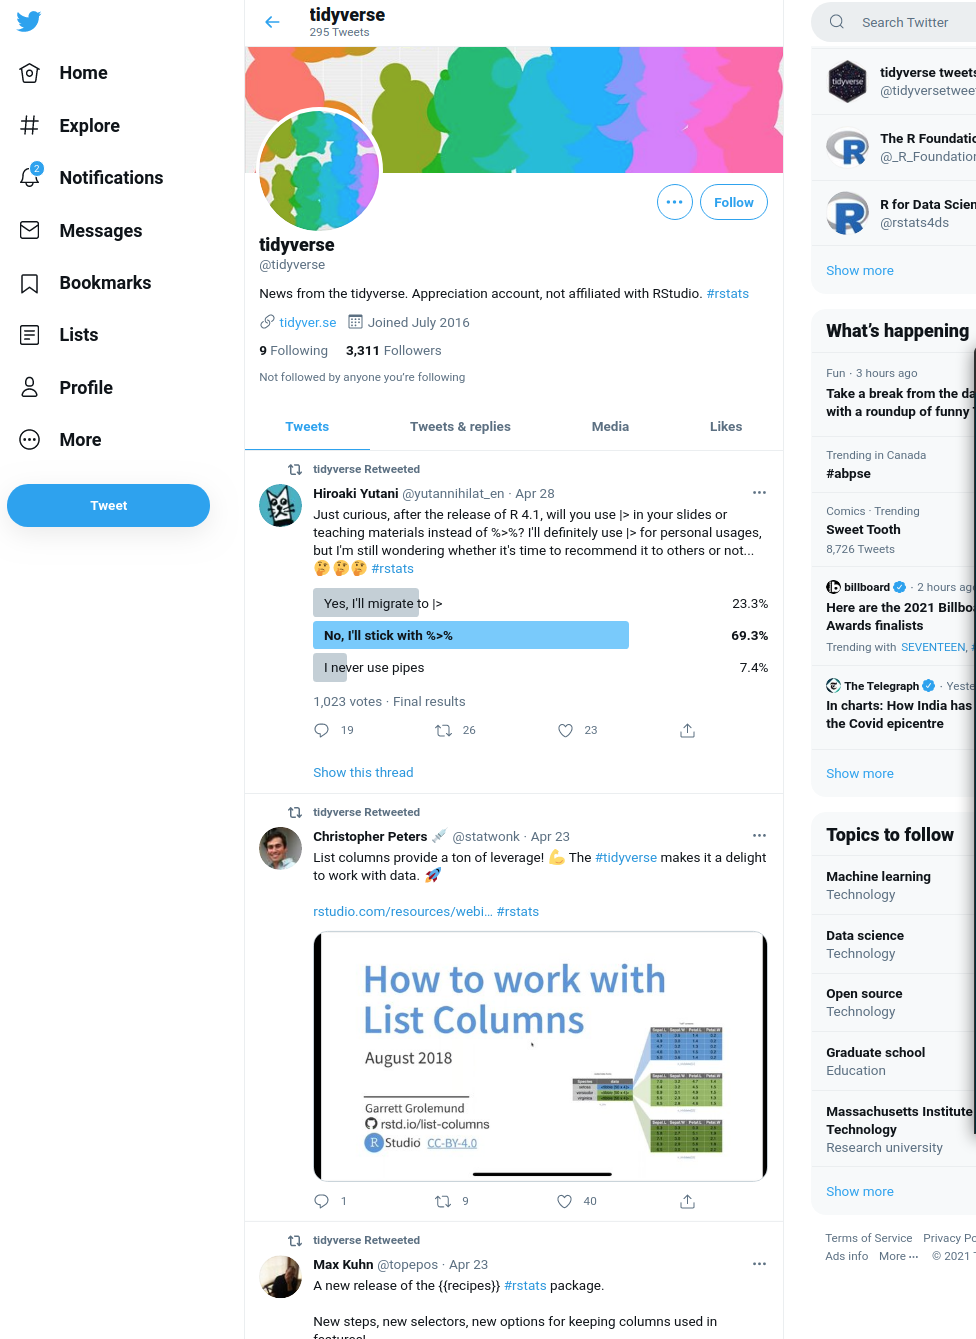 Home
Explore
2
Notifications
Messages
Bookmarks
Lists
Profile
More
Tweet
tidyverse
295 Tweets
Follow
tidyverse
@tidyverse
News from the tidyverse. Appreciation account, not affiliated with RStudio. #rstats
tidyver.se Joined July 2016
9 Following 3,311 Followers
Not followed by anyone you're following
Tweets Tweets & replies Media Likes
tidyverse Retweeted
Hiroaki Yutani @yutannihilat_en · Apr 28
Just curious, after the release of R 4.1, will you use |> in your slides or
teaching materials instead of %>%? I'll definitely use |> for personal usages,
but I'm still wondering whether it's time to recommend it to others or not...
🤔🤔🤔 #rstats
Yes, I'll migrate to |> 23.3%
No, I'll stick with %>% 69.3%
I never use pipes 7.4%
1,023 votes · Final results
19 26 23
Show this thread
tidyverse Retweeted
Christopher Peters 💉 @statwonk · Apr 23
List columns provide a ton of leverage! 💪 The #tidyverse makes it a delight
to work with data. 🚀
rstudio.com/resources/webi... #rstats
How to work with
List Columns
August 2018
Garrett Grolemund
rstd.io/list-columns
R Studio CC-BY-4.0
1 9 40
tidyverse Retweeted
Max Kuhn @topepos · Apr 23
A new release of the {{recipes}} #rstats package.
New steps, new selectors, new options for keeping columns used in
features!
Search Twitter
tidyverse
tidyverse tweets
@tidyversetwee
The R Foundatio
@_R_Foundation
R for Data Scien
@rstats4ds
Show more
What's happening
Fun · 3 hours ago
Take a break from the da
with a roundup of funny
Trending in Canada
#abpse
Comics · Trending
Sweet Tooth
8,726 Tweets
billboard · 2 hours ago
Here are the 2021 Billboa
Awards finalists
Trending with SEVENTEEN, #
The Telegraph · Yeste
In charts: How India has
the Covid epicentre
Show more
Topics to follow
Machine learning
Technology
Data science
Technology
Open source
Technology
Graduate school
Education
Massachusetts Institute
Technology
Research university
Show more
Terms of Service Privacy Po
Ads info More ··· © 2021 T